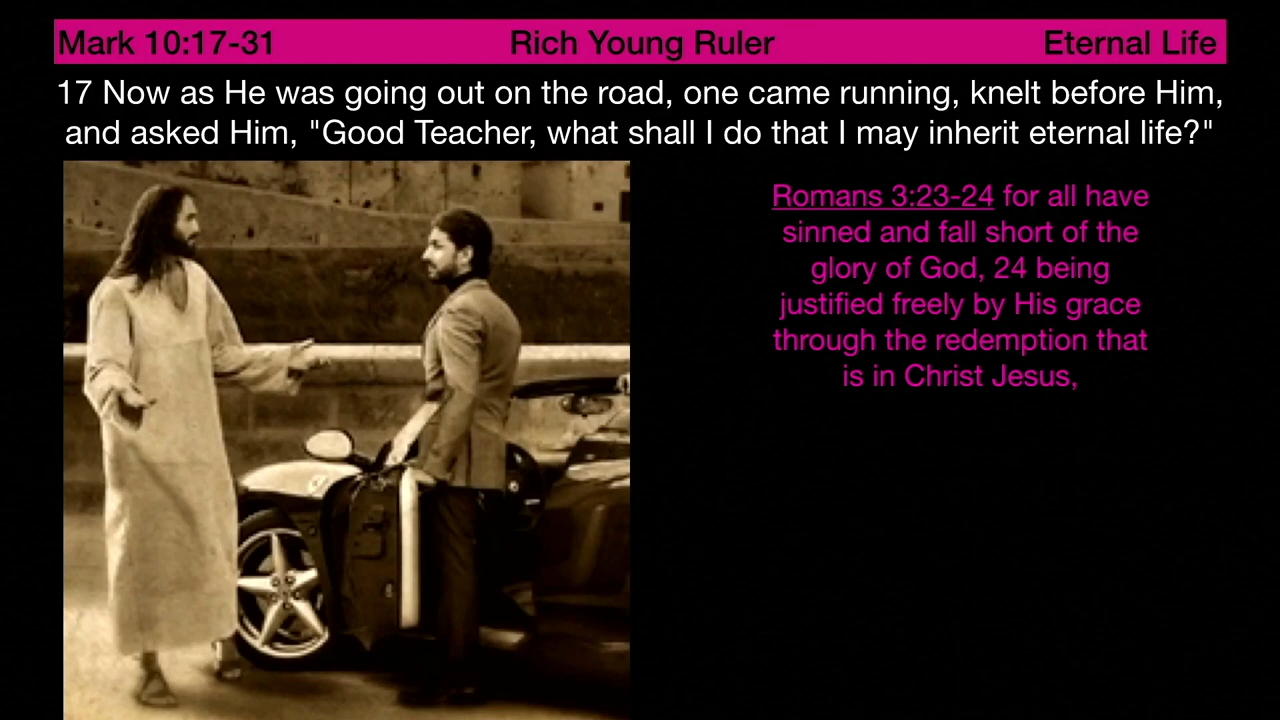 Mark 10:17-31 Rich Young Ruler Eternal Life
17 Now as He was going out on the road, one came running, knelt before Him,
and asked Him, "Good Teacher, what shall I do that I may inherit eternal life?"
Romans 3:23-24 for all have
sinned and fall short of the
glory of God, 24 being
justified freely by His grace
through the redemption that
is in Christ Jesus,